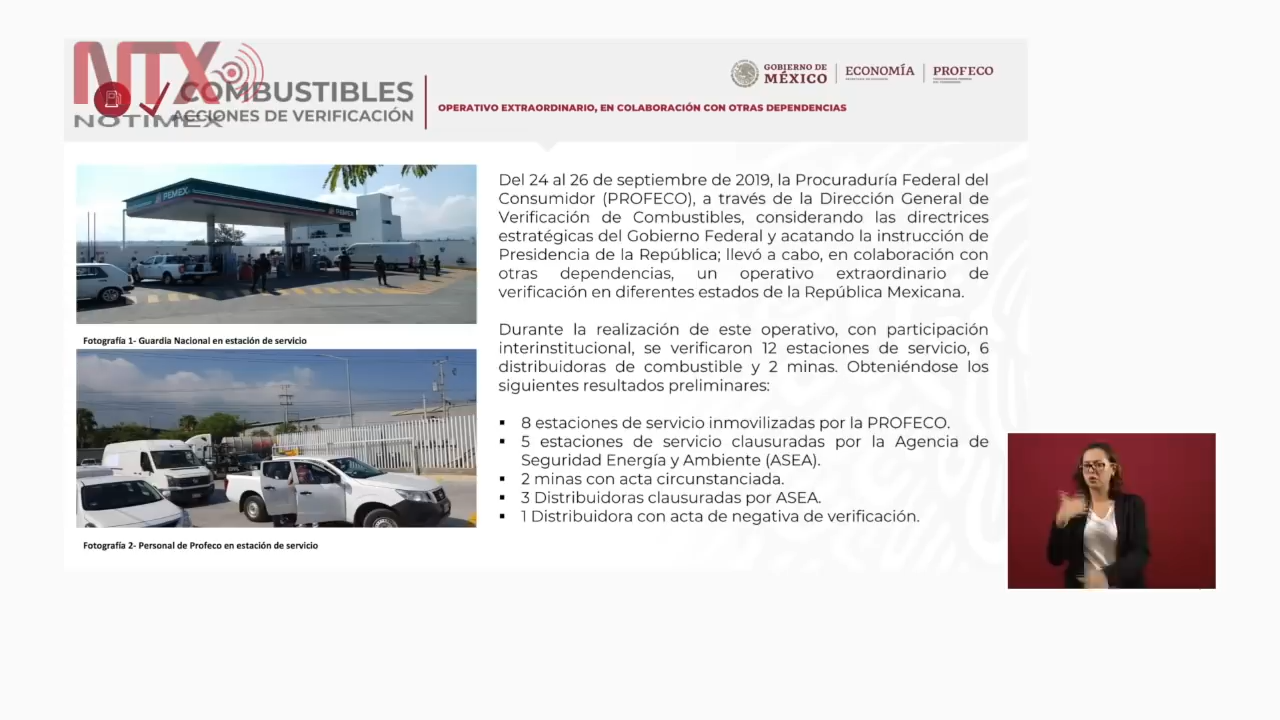 NTX
NOTIMEX
COMBUSTIBLES
ACCIONES DE VERIFICACIÓN
OPERATIVO EXTRAORDINARIO, EN COLABORACIÓN CON OTRAS DEPENDENCIAS
GOBIERNO DE
MÉXICO
ECONOMÍA
PROFECO
PEMEX
PEMEX
Fotografía 1- Guardia Nacional en estación de servicio
Fotografía 2- Personal de Profeco en estación de servicio
Del 24 al 26 de septiembre de 2019, la Procuraduría Federal del
Consumidor (PROFECO), a través de la Dirección General de
Verificación de Combustibles, considerando las directrices
estratégicas del Gobierno Federal y acatando la instrucción de
Presidencia de la República; llevó a cabo, en colaboración con
otras dependencias, un operativo extraordinario de
verificación en diferentes estados de la República Mexicana.
Durante la realización de este operativo, con participación
interinstitucional, se verificaron 12 estaciones de servicio, 6
distribuidoras de combustible y 2 minas. Obteniéndose los
siguientes resultados preliminares:
▪ 8 estaciones de servicio inmovilizadas por la PROFECO.
▪ 5 estaciones de servicio clausuradas por la Agencia de
Seguridad Energía y Ambiente (ASEA).
▪ 2 minas con acta circunstanciada.
▪ 3 Distribuidoras clausuradas por ASEA.
▪ 1 Distribuidora con acta de negativa de verificación.